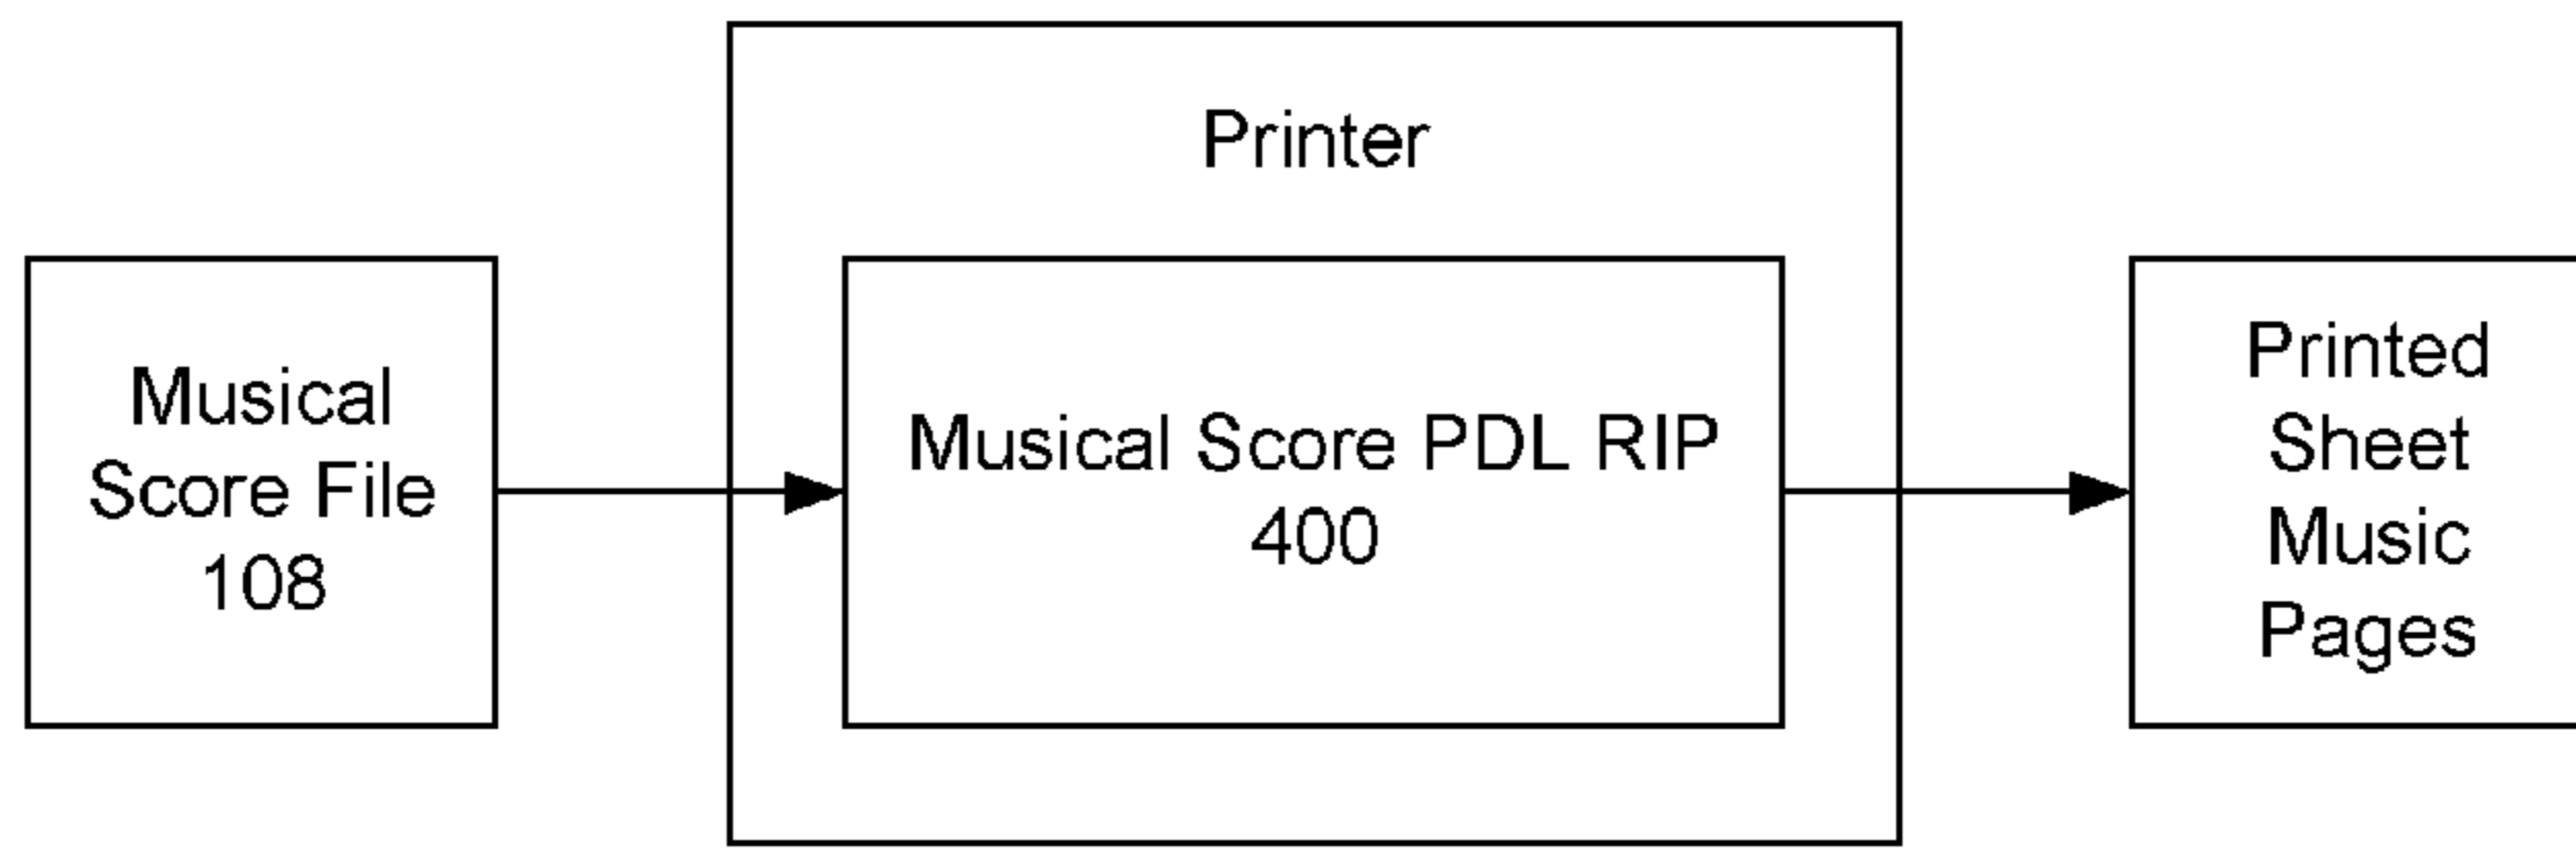 Printer
Musical
Score File
108
Musical Score PDL RIP
400
Printed
Sheet
Music
Pages